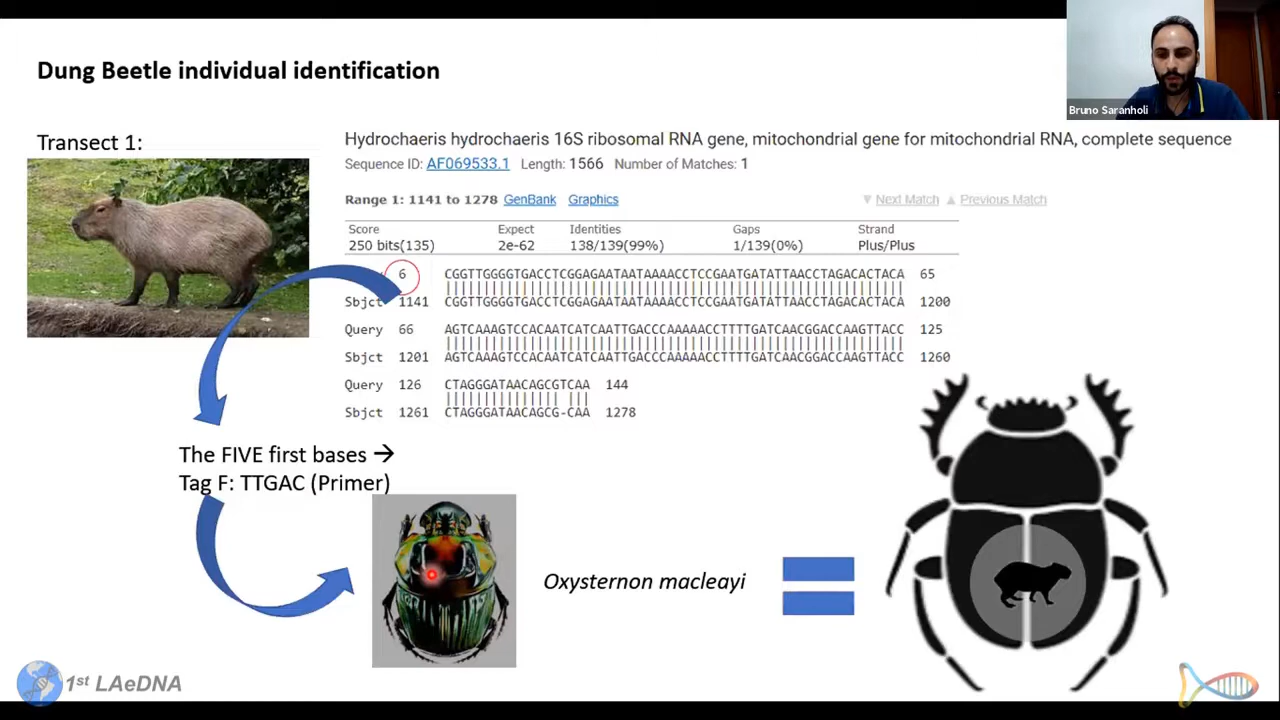 Bruno Saranholi
Dung Beetle individual identification
Transect 1:
Hydrochaeris hydrochaeris 16S ribosomal RNA gene, mitochondrial gene for mitochondrial RNA, complete sequence
Sequence ID: AF069533.1 Length: 1566 Number of Matches: 1
Range 1: 1141 to 1278 GenBank Graphics Next Match Previous Match
Score Expect Identities Gaps Strand
250 bits(135) 2e-62 138/139(99%) 1/139(0%) Plus/Plus
6 CGGTTGGGGTGACCTCGGAGAATAATAAAACCTCCGAATGATATTAACCTAGACACTACA 65
Sbjct 1141 CGGTTGGGGTGACCTCGGAGAATAATAAAACCTCCGAATGATATTAACCTAGACACTACA 1200
Query 66 AGTCAAAGTCCACAATCATCAATTGACCCAAAAACCTTTTGATCAACGGACCAAGTTACC 125
Sbjct 1201 AGTCAAAGTCCACAATCATCAATTGACCCAAAAACCTTTTGATCAACGGACCAAGTTACC 1260
Query 126 CTAGGGATAACAGCGTCAA 144
Sbjct 1261 CTAGGGATAACAGCG-CAA 1278
The FIVE first bases →
Tag F: TTGAC (Primer)
Oxysternon macleayi
1st LAeDNA